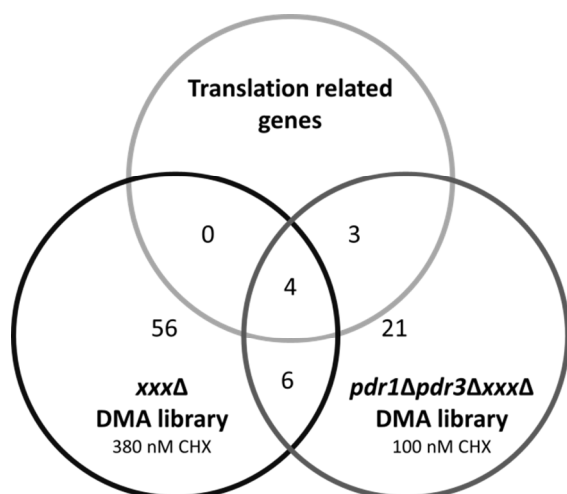 Translation related
genes
0
3
4
56
21
6
xxxΔ
DMA library
380 nM CHX
pdr1Δpdr3ΔxxxΔ
DMA library
100 nM CHX